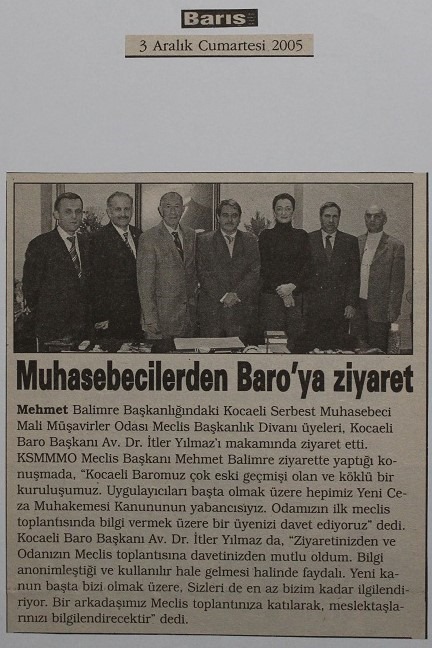 Barıs
3 Aralık Cumartesi 2005
Muhasebecilerden Baro'ya ziyaret
Mehmet Balimre Başkanlığındaki Kocaeli Serbest Muhasebeci
Mali Müşavirler Odası Meclis Başkanlık Divanı üyeleri, Kocaeli
Baro Başkanı Av. Dr. İtler Yılmaz'ı makamında ziyaret etti.
KSMMMO Meclis Başkanı Mehmet Balimre ziyarette yaptığı ko-
nuşmada, "Kocaeli Baromuz çok eski geçmişi olan ve köklü bir
kuruluşumuz. Uygulayıcıları başta olmak üzere hepimiz Yeni Ce-
za Muhakemesi Kanununun yabancısıyız. Odamızın ilk meclis
toplantısında bilgi vermek üzere bir üyenizi davet ediyoruz" dedi.
Kocaeli Baro Başkanı Av. Dr. İtler Yılmaz da, "Ziyaretinizden ve
Odanızın Meclis toplantısına davetinizden mutlu oldum. Bilgi
anonimleştiği ve kullanılır hale gelmesi halinde faydalı. Yeni ka-
nun başta bizi olmak üzere, Sizleri de en az bizim kadar ilgilendi-
riyor. Bir arkadaşımız Meclis toplantınıza katılarak, meslektaşla-
rınızı bilgilendirecektir" dedi.